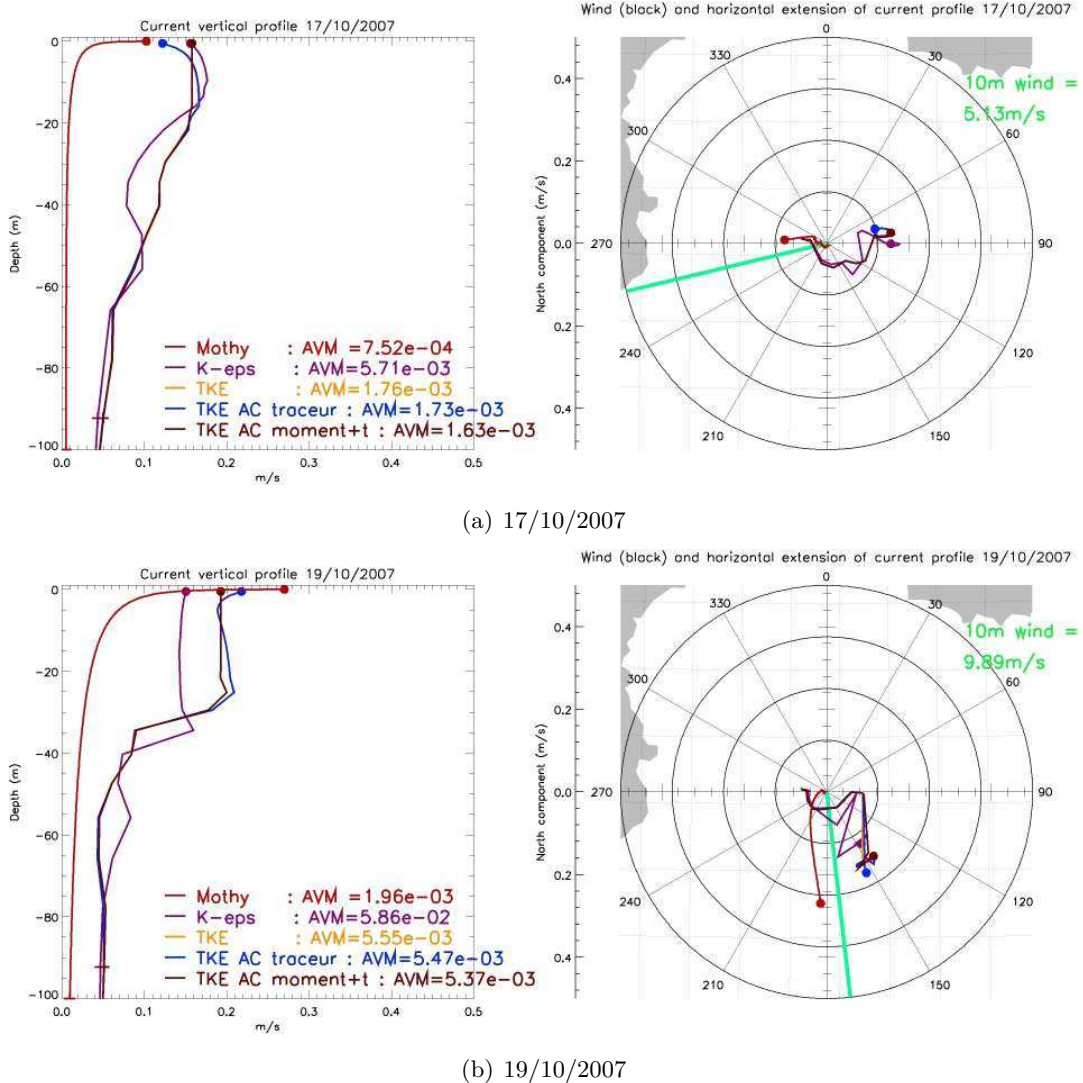 Current vertical profile 17/10/2007
0
-20
-40
-60
-80
-100
Depth (m)
0.0 0.1 0.2 0.3 0.4 0.5
m/s
Mothy : AVM =7.52e-04
K-eps : AVM=5.71e-03
TKE : AVM=1.76e-03
TKE AC traceur : AVM=1.73e-03
TKE AC moment+t : AVM=1.63e-03
Wind (black) and horizontal extension of current profile 17/10/2007
0
330 30
10m wind =
5.13m/s
300 60
270 90
240 120
210 150
0.4
0.2
0.0
0.2
0.4
North component (m/s)
(a) 17/10/2007
Current vertical profile 19/10/2007
0
-20
-40
-60
-80
-100
Depth (m)
0.0 0.1 0.2 0.3 0.4 0.5
m/s
Mothy : AVM =1.96e-03
K-eps : AVM=5.86e-02
TKE : AVM=5.55e-03
TKE AC traceur : AVM=5.47e-03
TKE AC moment+t : AVM=5.37e-03
Wind (black) and horizontal extension of current profile 19/10/2007
0
330 30
10m wind =
9.89m/s
300 60
270 90
240 120
210 150
0.4
0.2
0.0
0.2
0.4
North component (m/s)
(b) 19/10/2007